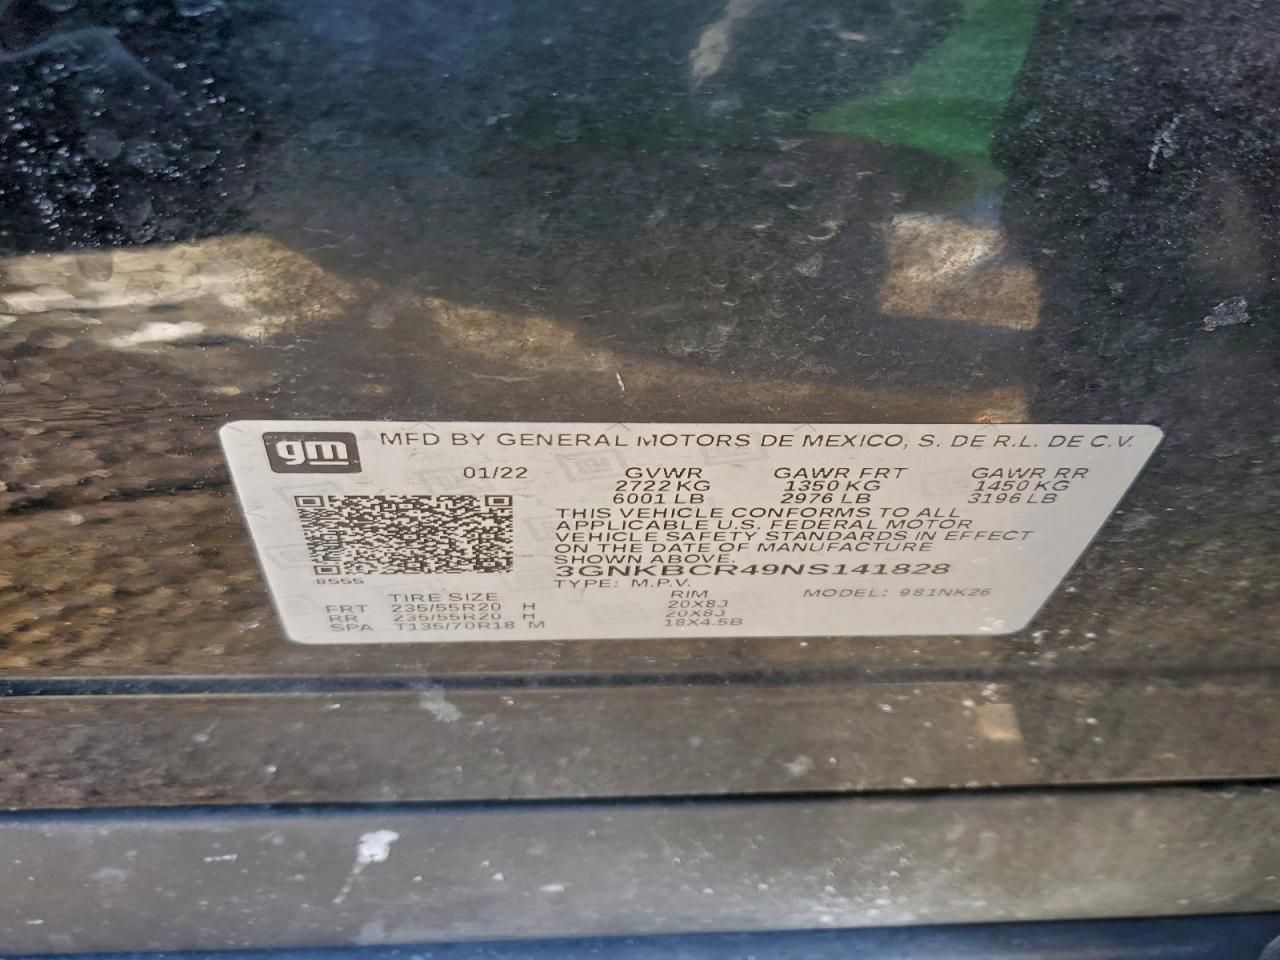 gm MFD BY GENERAL MOTORS DE MEXICO, S. DE R.L. DE C.V.
01/22 GVWR GAWR FRT GAWR RR
2722 KG 1350 KG 1450 KG
6001 LB 2976 LB 3196 LB
THIS VEHICLE CONFORMS TO ALL
APPLICABLE U.S. FEDERAL MOTOR
VEHICLE SAFETY STANDARDS IN EFFECT
ON THE DATE OF MANUFACTURE
SHOWN ABOVE.
3GNKBCR49NS141828
8555 TYPE: M.P.V.
TIRE SIZE RIM MODEL: 981NK26
FRT 235/55R20 H 20X8J
RR 235/55R20 H 20X8J
SPA T135/70R18 M 18X4.5B